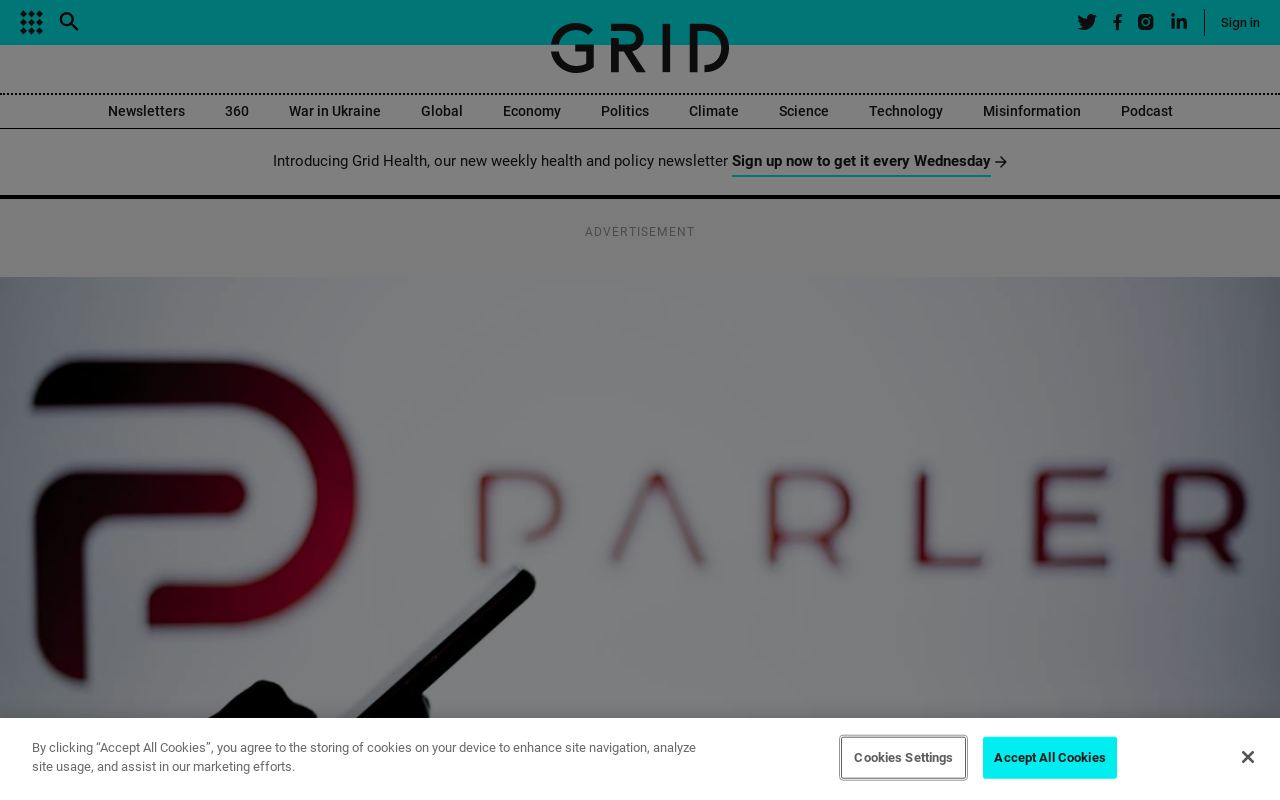 Sign in
GRID
Newsletters 360 War in Ukraine Global Economy Politics Climate Science Technology Misinformation Podcast
Introducing Grid Health, our new weekly health and policy newsletter Sign up now to get it every Wednesday →
ADVERTISEMENT
PARLER
By clicking “Accept All Cookies”, you agree to the storing of cookies on your device to enhance site navigation, analyze
site usage, and assist in our marketing efforts.
Cookies Settings
Accept All Cookies